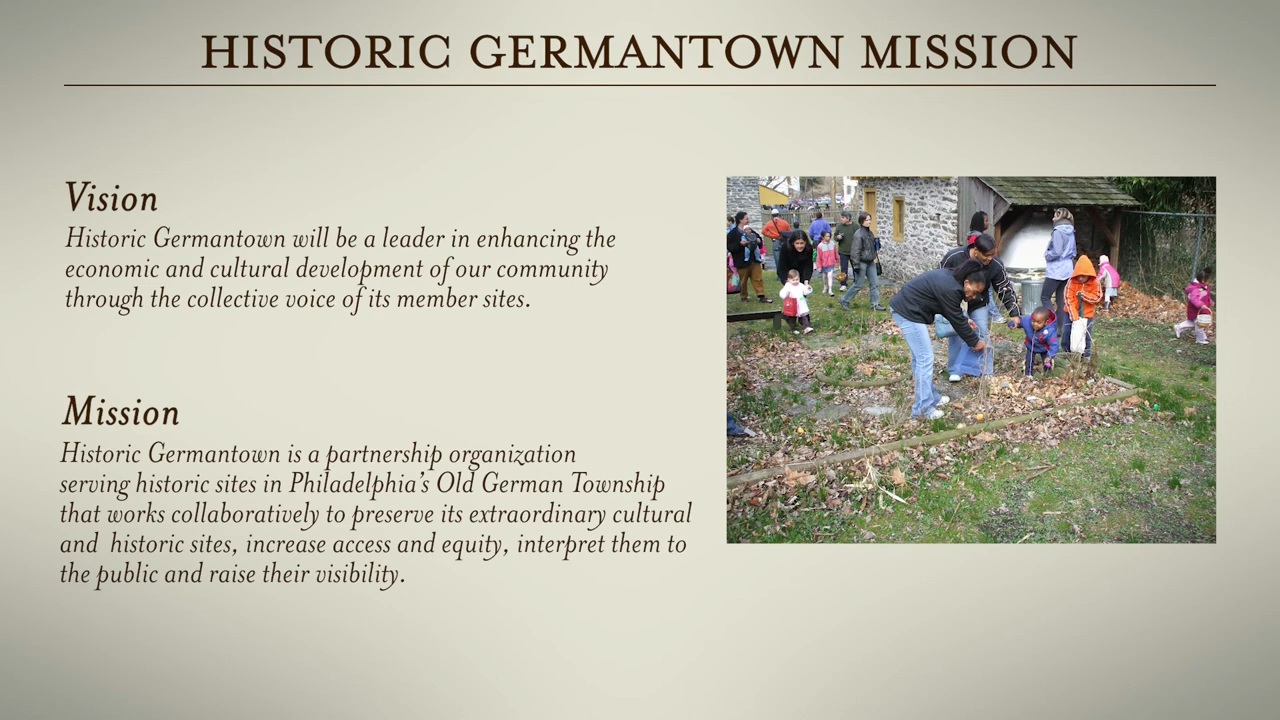 HISTORIC GERMANTOWN MISSION
Vision
Historic Germantown will be a leader in enhancing the
economic and cultural development of our community
through the collective voice of its member sites.
Mission
Historic Germantown is a partnership organization
serving historic sites in Philadelphia's Old German Township
that works collaboratively to preserve its extraordinary cultural
and  historic sites, increase access and equity, interpret them to
the public and raise their visibility.